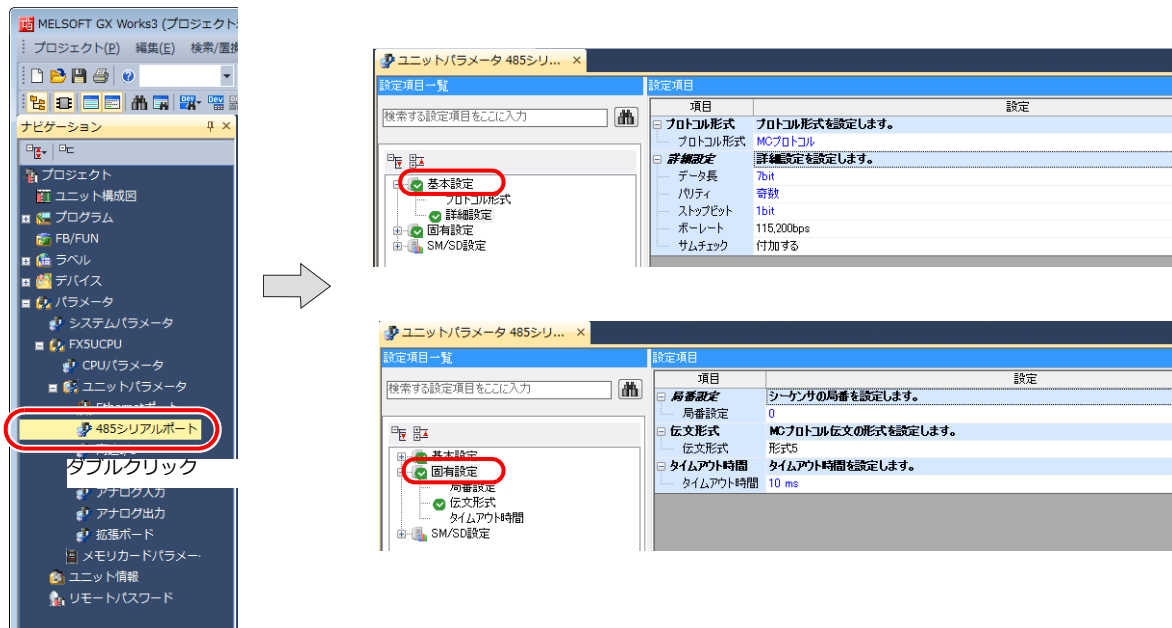 MELSOFT GX Works3 (プロジェクト
プロジェクト(P) 編集(E) 検索/置換
ナビゲーション
プロジェクト
ユニット構成図
プログラム
FB/FUN
ラベル
デバイス
パラメータ
システムパラメータ
FX5UCPU
CPUパラメータ
ユニットパラメータ
Ethernetポート
485シリアルポート
ダブルクリック
アナログ入力
アナログ出力
拡張ボード
メモリカードパラメー
ユニット情報
リモートパスワード
ユニットパラメータ 485シリ...
設定項目一覧
検索する設定項目をここに入力
基本設定
プロトコル形式
詳細設定
固有設定
SM/SD設定
設定項目
項目 設定
プロトコル形式 プロトコル形式を設定します。
プロトコル形式 MCプロトコル
詳細設定 詳細設定を設定します。
データ長 7bit
パリティ 奇数
ストップビット 1bit
ボーレート 115,200bps
サムチェック 付加する
ユニットパラメータ 485シリ...
設定項目一覧
検索する設定項目をここに入力
基本設定
固有設定
局番設定
伝文形式
タイムアウト時間
SM/SD設定
設定項目
項目 設定
局番設定 シーケンサの局番を設定します。
局番設定 0
伝文形式 MCプロトコル伝文の形式を設定します。
伝文形式 形式5
タイムアウト時間 タイムアウト時間を設定します。
タイムアウト時間 10 ms